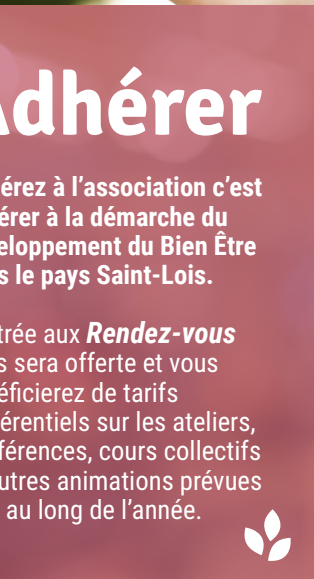 Adhérer
érez à l'association c'est
érer à la démarche du
eloppement du Bien Être
s le pays Saint-Lois.
trée aux Rendez-vous
s sera offerte et vous
éficierez de tarifs
érentiels sur les ateliers,
férences, cours collectifs
utres animations prévues
au long de l'année.